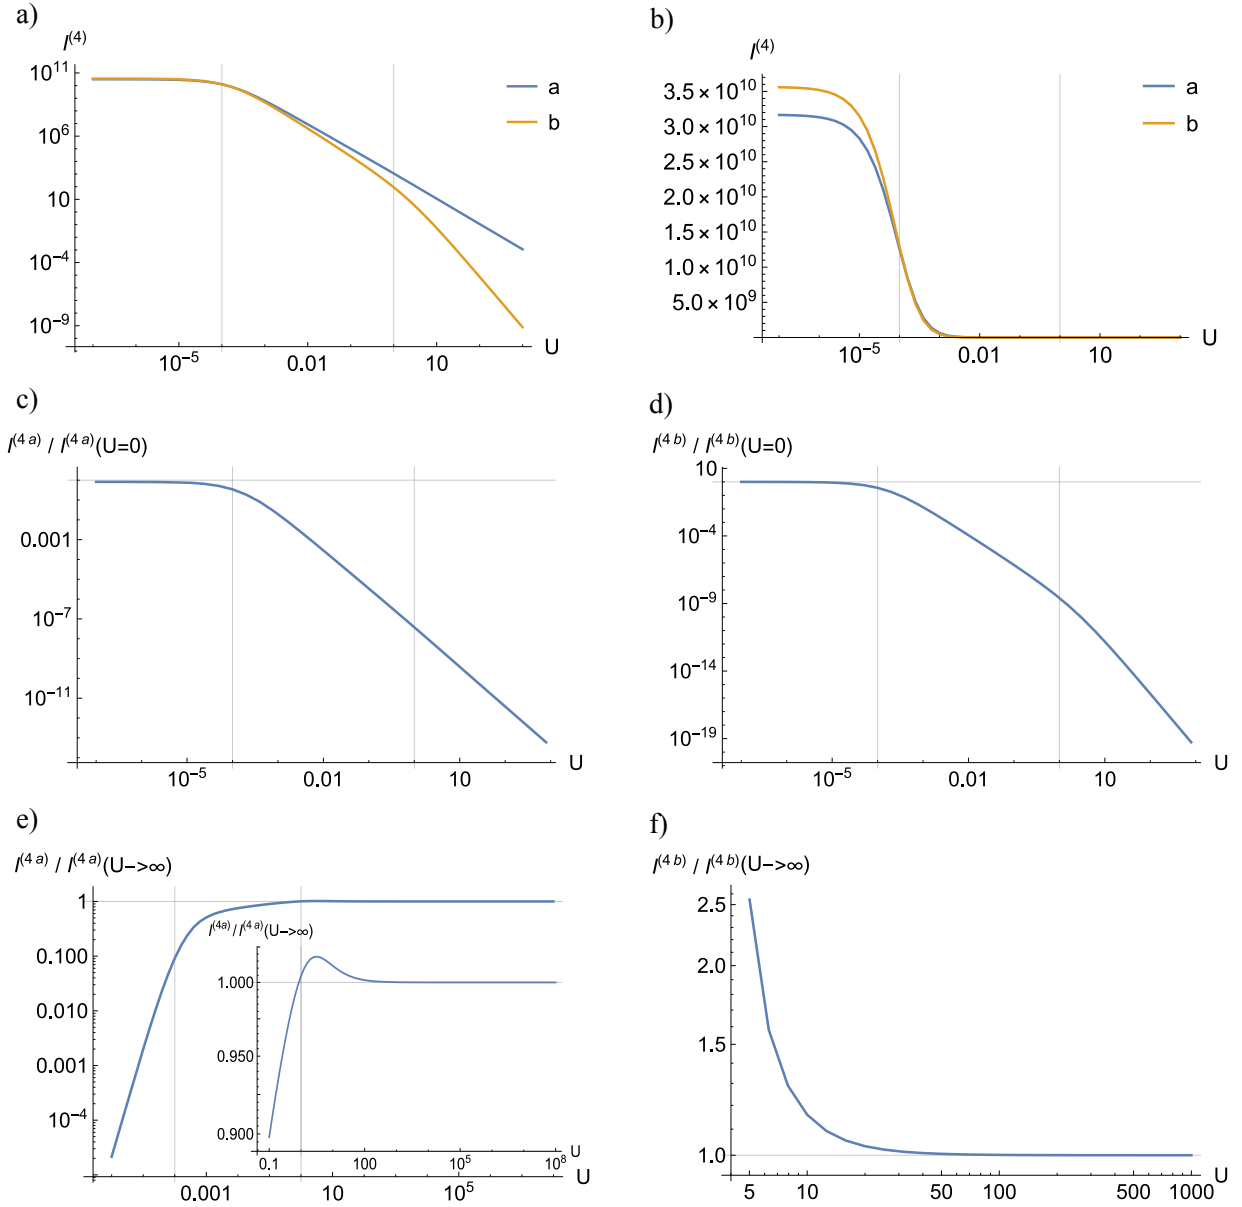 a)
I(4)
10^11
10^6
10
10^-4
10^-9
10^-5
0.01
10
U
a
b
b)
I(4)
3.5 × 10^10
3.0 × 10^10
2.5 × 10^10
2.0 × 10^10
1.5 × 10^10
1.0 × 10^10
5.0 × 10^9
10^-5
0.01
10
U
a
b
c)
I(4 a) / I(4 a)(U=0)
0.001
10^-7
10^-11
10^-5
0.01
10
U
d)
I(4 b) / I(4 b)(U=0)
10
10^-4
10^-9
10^-14
10^-19
10^-5
0.01
10
U
e)
I(4 a) / I(4 a)(U->∞)
1
0.100
0.010
0.001
10^-4
0.001
10
10^5
U
I(4a) / I(4 a)(U->∞)
1.000
0.950
0.900
0.1
100
10^5
10^8
U
f)
I(4 b) / I(4 b)(U->∞)
2.5
2.0
1.5
1.0
5
10
50
100
500
1000
U